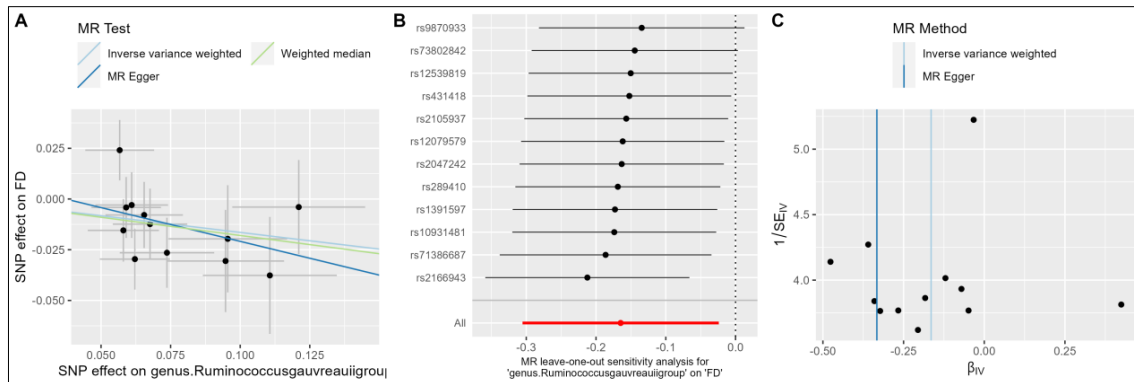 A
MR Test
Inverse variance weighted
Weighted median
MR Egger
0.025
0.000
-0.025
-0.050
SNP effect on FD
0.050
0.075
0.100
0.125
SNP effect on genus.Ruminococcusgauvreauiigroup
B
rs9870933
rs73802842
rs12539819
rs431418
rs2105937
rs12079579
rs2047242
rs289410
rs1391597
rs10931481
rs71386687
rs2166943
All
-0.3
-0.2
-0.1
0.0
MR leave-one-out sensitivity analysis for
'genus.Ruminococcusgauvreauiigroup' on 'FD'
C
MR Method
Inverse variance weighted
MR Egger
5.0
4.5
4.0
1/SE_IV
-0.50
-0.25
0.00
0.25
β_IV